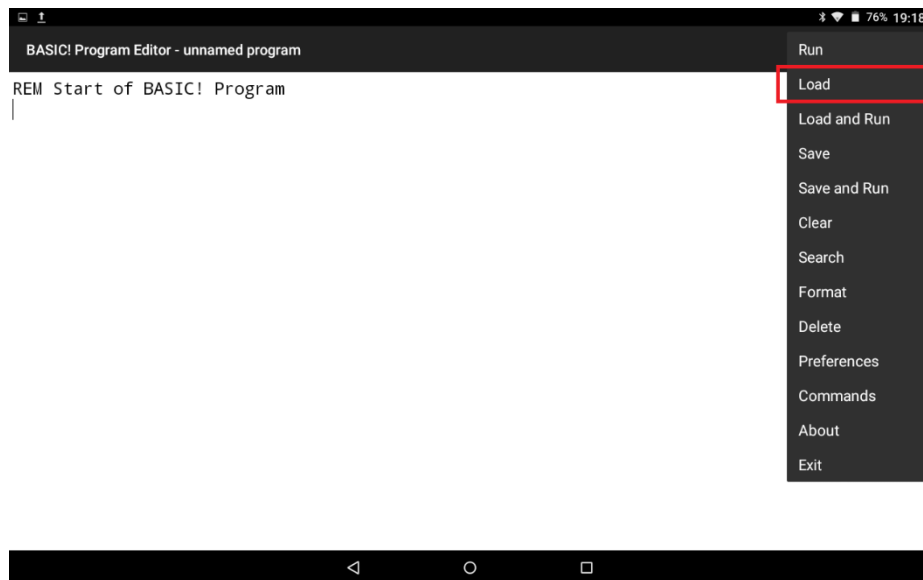 76% 19:18
BASIC! Program Editor - unnamed program
REM Start of BASIC! Program
Run
Load
Load and Run
Save
Save and Run
Clear
Search
Format
Delete
Preferences
Commands
About
Exit